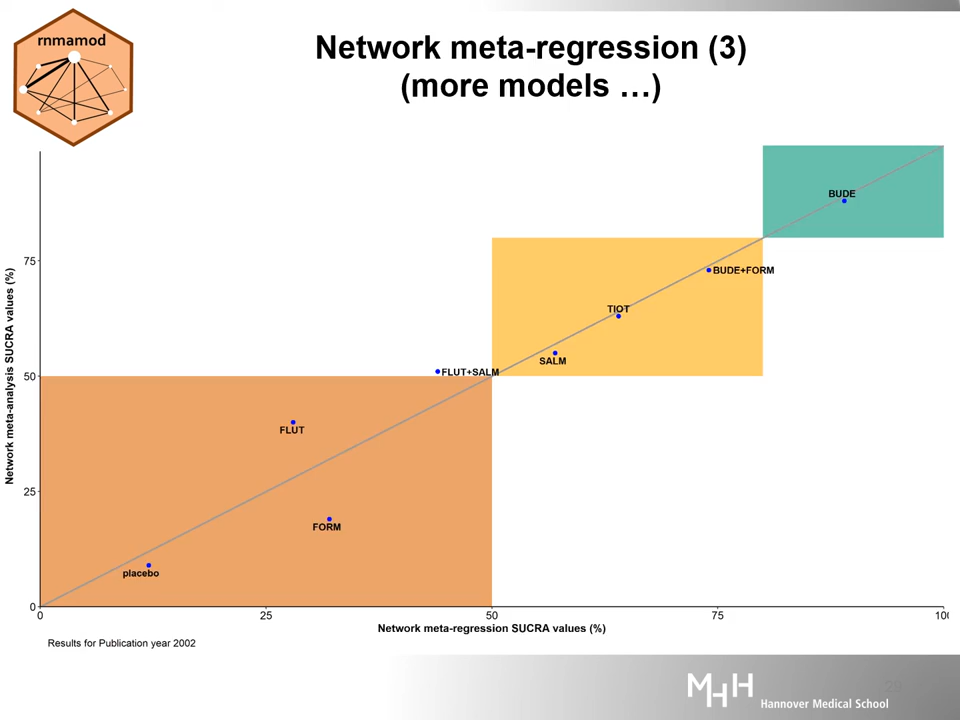 rnmamod
Network meta-regression (3)
(more models …)
Network meta-analysis SUCRA values (%)
75
50
25
0
BUDE
BUDE+FORM
TIOT
SALM
FLUT+SALM
FLUT
FORM
placebo
0
25
50
75
100
Network meta-regression SUCRA values (%)
Results for Publication year 2002
MHH
Hannover Medical School